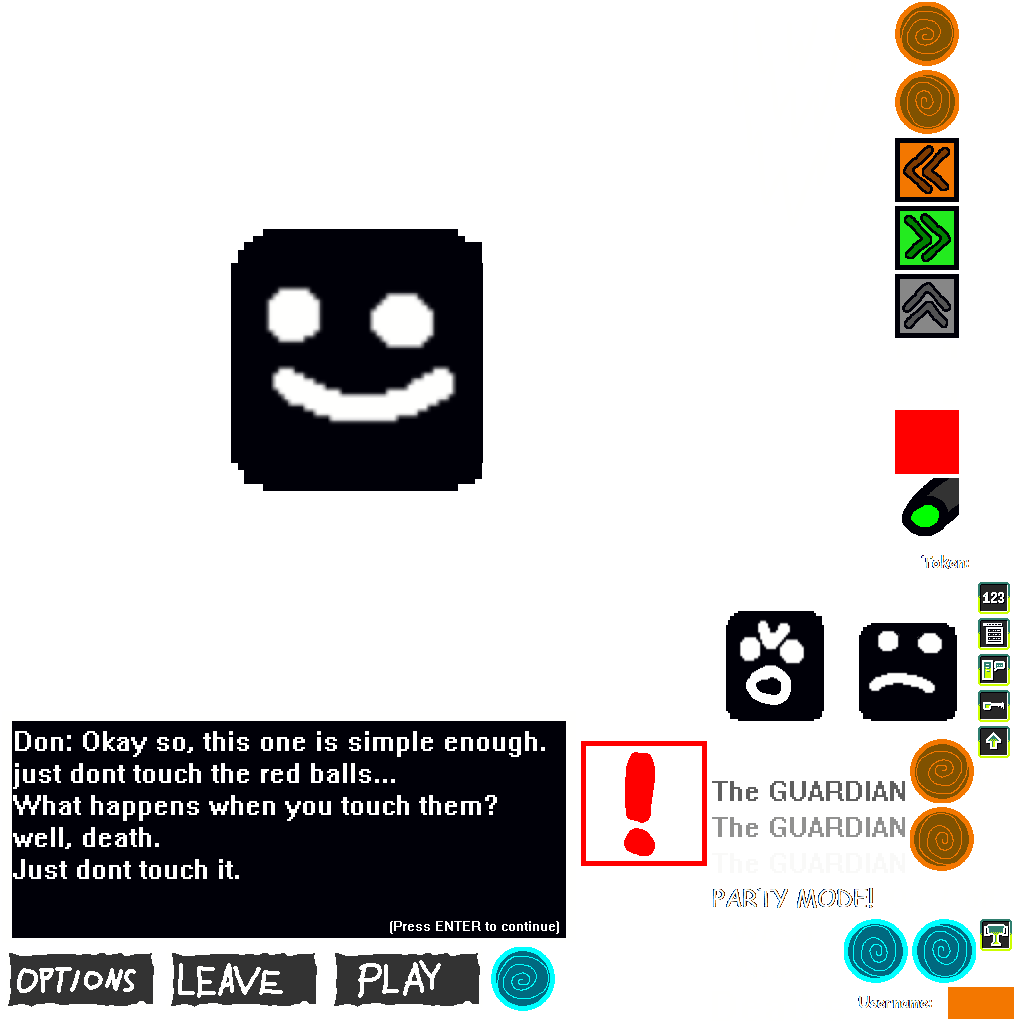 Token:
123
Don: Okay so, this one is simple enough.
just dont touch the red balls...
What happens when you touch them?
well, death.
Just dont touch it.
(Press ENTER to continue)
!
The GUARDIAN
The GUARDIAN
The GUARDIAN
PARTY MODE!
OPTIONS
LEAVE
PLAY
Username: